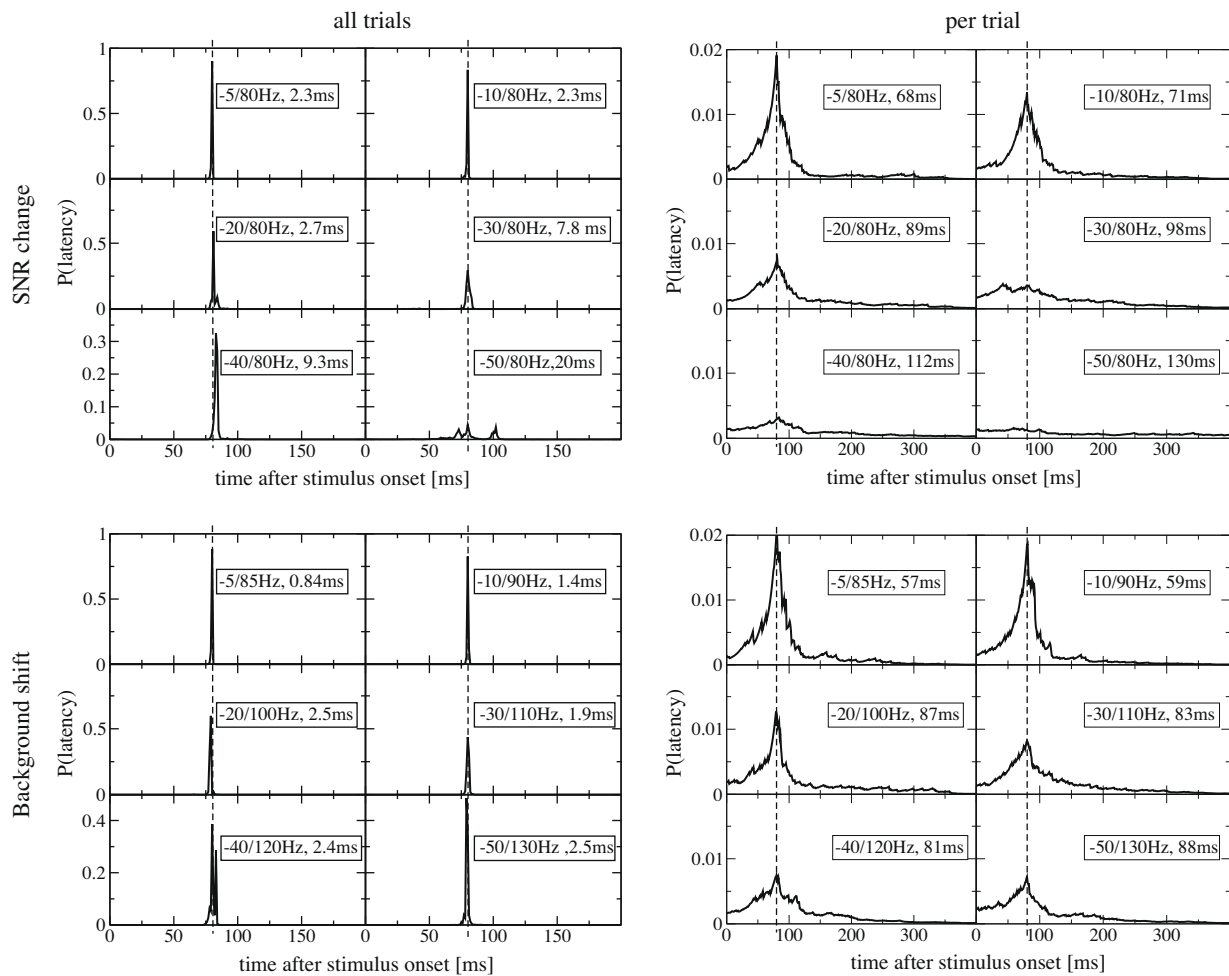 all trials
per trial
SNR change
P(latency)
1
0.5
0
-5/80Hz, 2.3ms
-10/80Hz, 2.3ms
0.5
0
-20/80Hz, 2.7ms
-30/80Hz, 7.8 ms
0.3
0.2
0.1
0
-40/80Hz, 9.3ms
-50/80Hz,20ms
0 50 100 150 0 50 100 150
time after stimulus onset [ms]
P(latency)
0.02
0.01
0
-5/80Hz, 68ms
-10/80Hz, 71ms
0.01
0
-20/80Hz, 89ms
-30/80Hz, 98ms
0.01
0
-40/80Hz, 112ms
-50/80Hz, 130ms
0 100 200 300 0 100 200 300
time after stimulus onset [ms]
Background shift
P(latency)
1
0.5
0
-5/85Hz, 0.84ms
-10/90Hz, 1.4ms
0.5
0
-20/100Hz, 2.5ms
-30/110Hz, 1.9ms
0.4
0.2
0
-40/120Hz, 2.4ms
-50/130Hz ,2.5ms
0 50 100 150 0 50 100 150
time after stimulus onset [ms]
P(latency)
0.02
0.01
0
-5/85Hz, 57ms
-10/90Hz, 59ms
0.01
0
-20/100Hz, 87ms
-30/110Hz, 83ms
0.01
0
-40/120Hz, 81ms
-50/130Hz, 88ms
0 100 200 300 0 100 200 300
time after stimulus onset [ms]